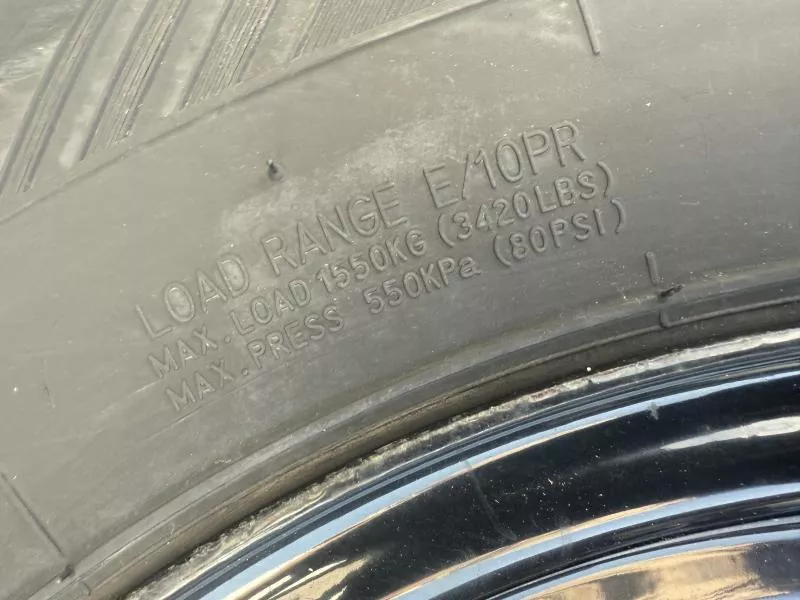 LOAD RANGE E/10PR
MAX. LOAD 1550KG (3420LBS)
MAX. PRESS 550KPa (80PSI)